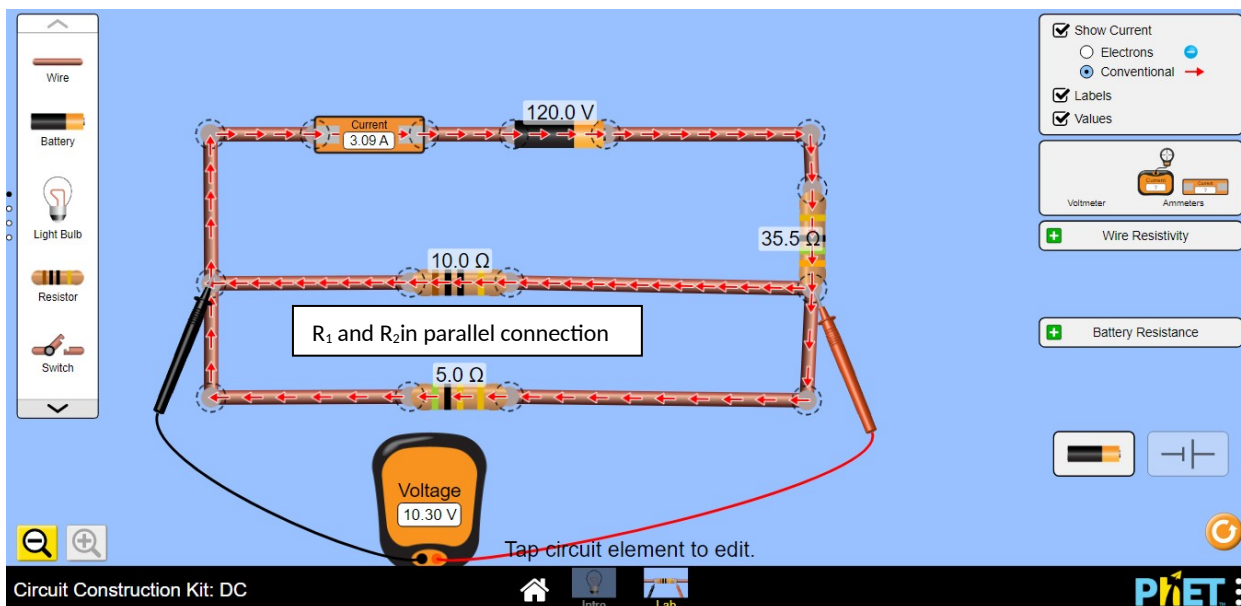 Wire
Battery
Light Bulb
Resistor
Switch
Current
3.09 A
120.0 V
35.5 Ω
10.0 Ω
R₁ and R₂in parallel connection
5.0 Ω
Voltage
10.30 V
Tap circuit element to edit.
Show Current
Electrons
Conventional
Labels
Values
Voltmeter
Current
?
Current
?
Ammeters
Wire Resistivity
Battery Resistance
Circuit Construction Kit: DC
Intro
Lab
PhET